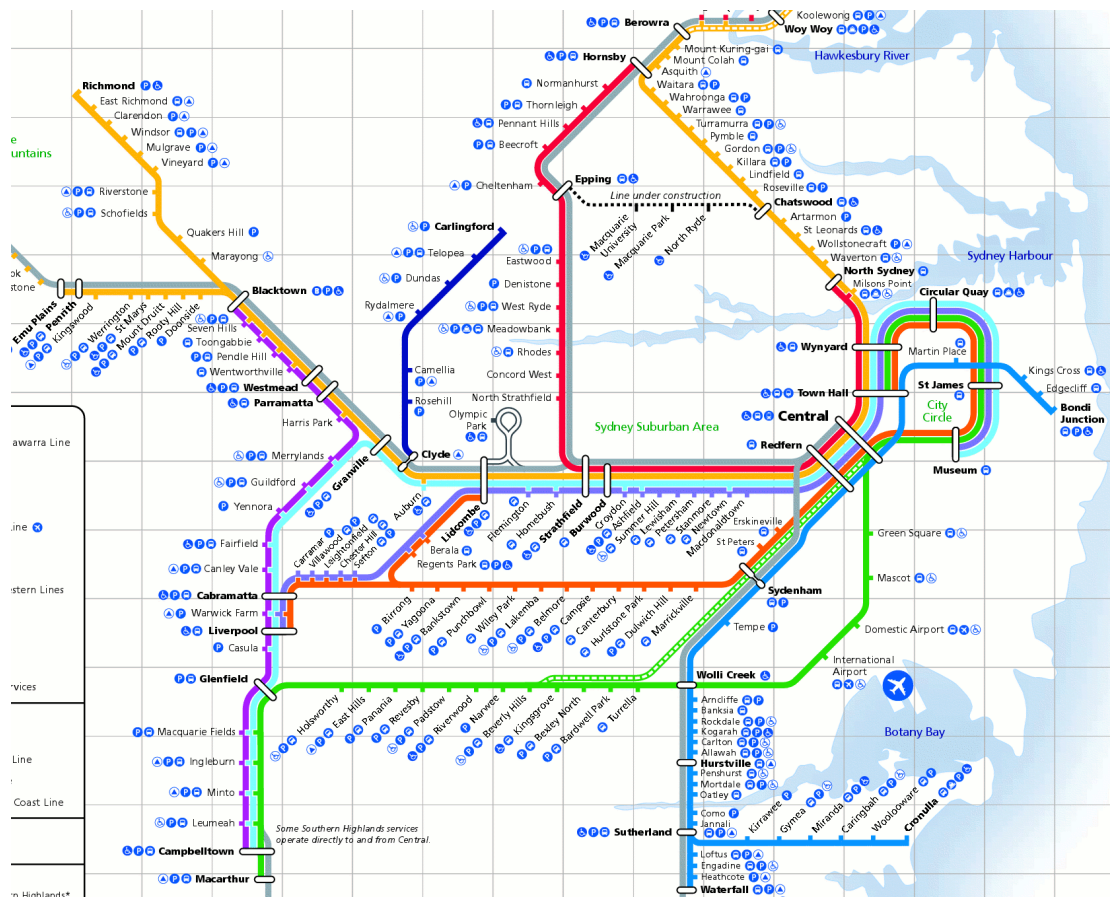 Koolewong
Berowra
Woy Woy
Hawkesbury River
Mount Kuring-gai
Mount Colah
Asquith
Hornsby
Normanhurst
Waitara
Wahroonga
Warrawee
Thornleigh
Pennant Hills
Turramurra
Pymble
Beecroft
Gordon
Killara
Lindfield
Roseville
Cheltenham
Epping
Line under construction
Macquarie
University
Macquarie Park
North Ryde
Chatswood
Artarmon
St Leonards
Wollstonecraft
Waverton
North Sydney
Milsons Point
Sydney Harbour
Richmond
East Richmond
Clarendon
Windsor
Mulgrave
Vineyard
Riverstone
Schofields
Quakers Hill
Marayong
Blacktown
e
untains
ok
stone
Emu Plains
Penrith
Kingswood
Werrington
St Marys
Mount Druitt
Rooty Hill
Doonside
Seven Hills
Toongabbie
Pendle Hill
Wentworthville
Westmead
Parramatta
Harris Park
Carlingford
Telopea
Dundas
Rydalmere
Camellia
Rosehill
Clyde
Olympic
Park
Eastwood
Denistone
West Ryde
Meadowbank
Rhodes
Concord West
North Strathfield
Sydney Suburban Area
Circular Quay
Wynyard
Town Hall
Martin Place
St James
City
Circle
Museum
Central
Redfern
Kings Cross
Edgecliff
Bondi
Junction
Merrylands
Guildford
Yennora
Granville
Auburn
Lidcombe
Flemington
Homebush
Strathfield
Burwood
Croydon
Ashfield
Summer Hill
Lewisham
Petersham
Stanmore
Newtown
Macdonaldtown
Erskineville
St Peters
Fairfield
Canley Vale
Cabramatta
Warwick Farm
Liverpool
Casula
Glenfield
Carramar
Villawood
Leightonfield
Chester Hill
Sefton
Berala
Regents Park
Birrong
Yagoona
Bankstown
Punchbowl
Wiley Park
Lakemba
Belmore
Campsie
Canterbury
Hurlstone Park
Dulwich Hill
Marrickville
Sydenham
Tempe
Green Square
Mascot
Domestic Airport
International
Airport
Wolli Creek
Holsworthy
East Hills
Panania
Revesby
Padstow
Riverwood
Narwee
Beverly Hills
Kingsgrove
Bexley North
Bardwell Park
Turrella
Arncliffe
Banksia
Rockdale
Kogarah
Carlton
Allawah
Hurstville
Penshurst
Mortdale
Oatley
Como
Jannali
Sutherland
Kirrawee
Gymea
Miranda
Caringbah
Woolooware
Cronulla
Loftus
Engadine
Heathcote
Waterfall
Botany Bay
Macquarie Fields
Ingleburn
Minto
Leumeah
Campbelltown
Macarthur
Some Southern Highlands services
operate directly to and from Central.
awarra Line
ine
estern Lines
rvices
Line
Coast Line
n Highlands*